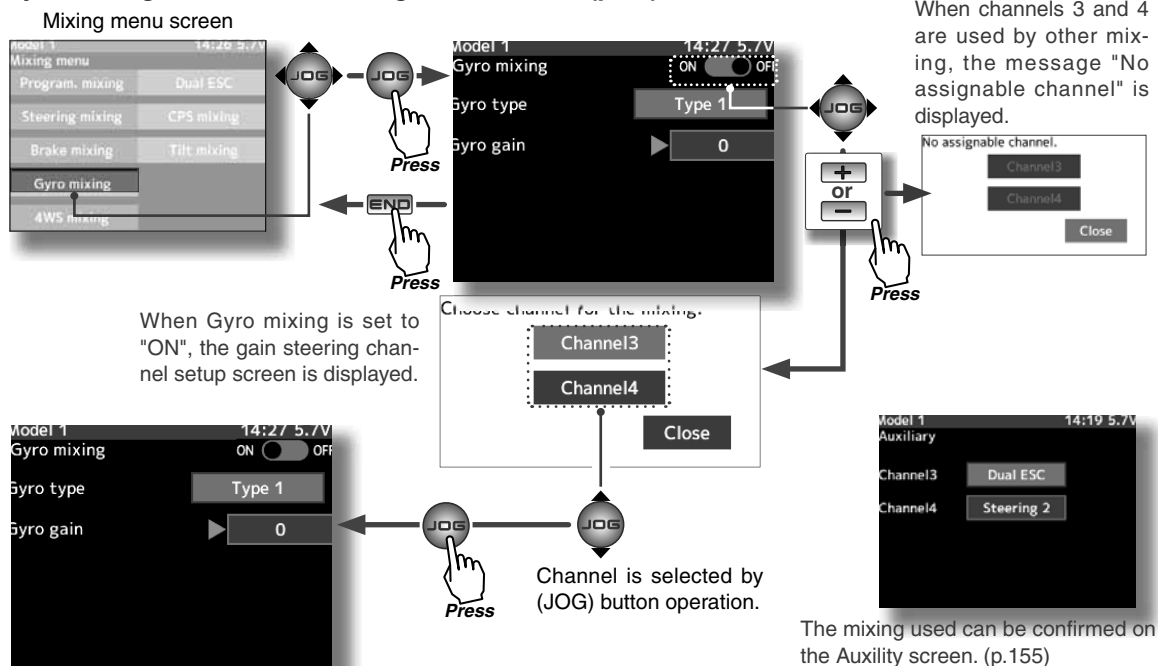 Mixing menu screen
Model 1 14:26 5.7V
Mixing menu
Program. mixing Dual ESC
Steering mixing CPS mixing
Brake mixing Tilt mixing
Gyro mixing
4WS mixing
JOG
JOG
Press
END
Press
Model 1 14:27 5.7V
Gyro mixing ON OFF
Gyro type Type 1
Gyro gain 0
JOG
+
or
−
Press
When channels 3 and 4
are used by other mix-
ing, the message "No
assignable channel" is
displayed.
No assignable channel.
Channel3
Channel4
Close
When Gyro mixing is set to
"ON", the gain steering chan-
nel setup screen is displayed.
Choose channel for the mixing.
Channel3
Channel4
Close
Model 1 14:27 5.7V
Gyro mixing ON OFF
Gyro type Type 1
Gyro gain 0
JOG
Press
JOG
Channel is selected by
(JOG) button operation.
Model 1 14:19 5.7V
Auxiliary
Channel3 Dual ESC
Channel4 Steering 2
The mixing used can be confirmed on
the Auxility screen. (p.155)